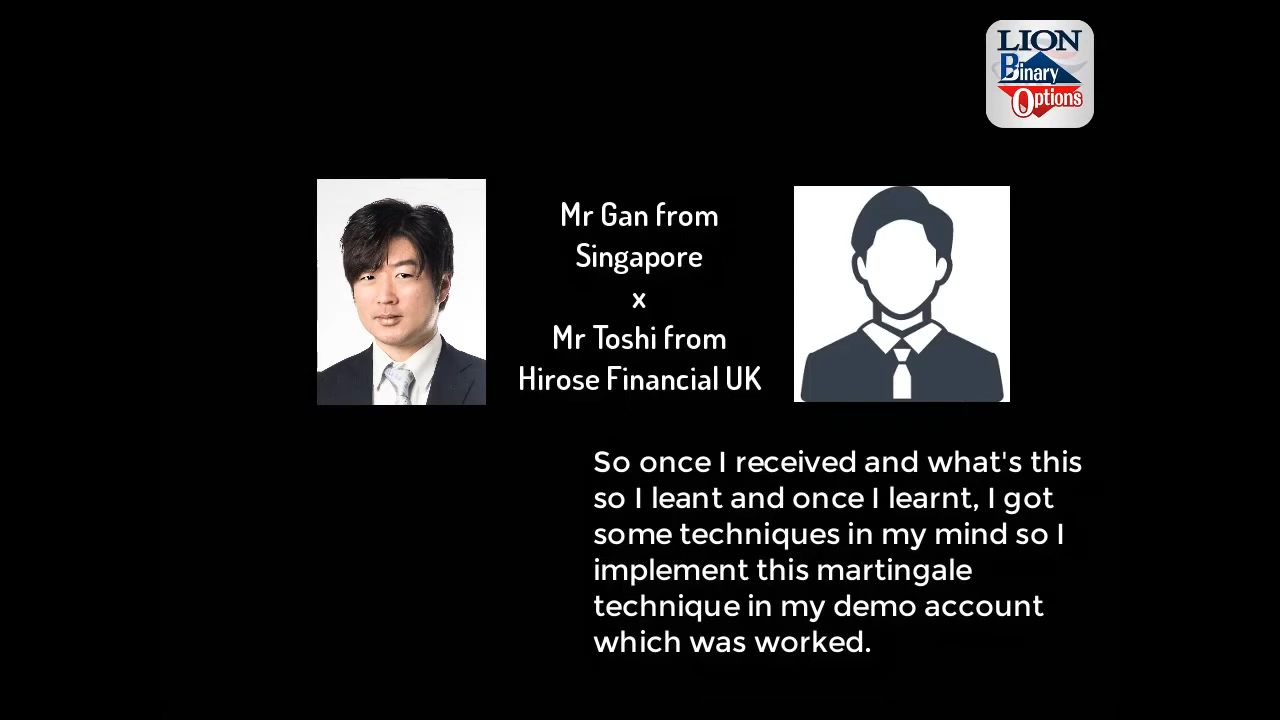 LION
Binary
Options
Mr Gan from
Singapore
x
Mr Toshi from
Hirose Financial UK
So once I received and what's this
so I leant and once I learnt, I got
some techniques in my mind so I
implement this martingale
technique in my demo account
which was worked.